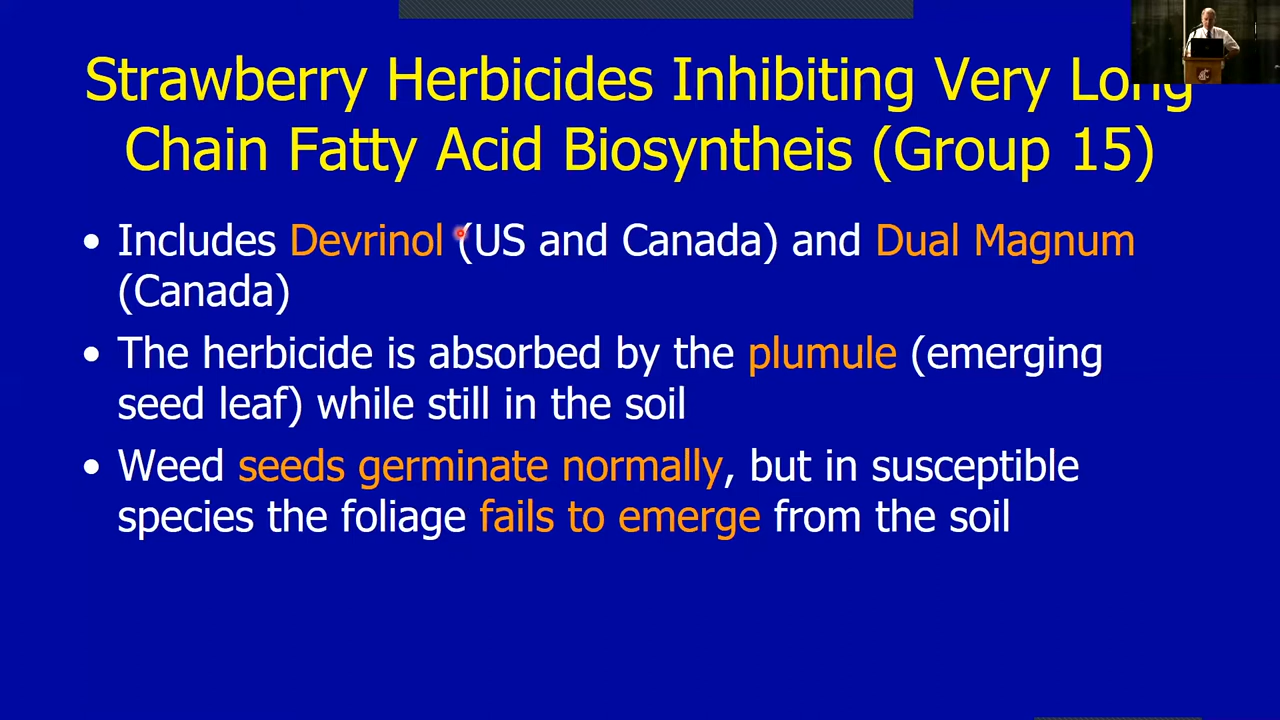 Strawberry Herbicides Inhibiting Very Long
Chain Fatty Acid Biosyntheis (Group 15)
• Includes Devrinol (US and Canada) and Dual Magnum
(Canada)
• The herbicide is absorbed by the plumule (emerging
seed leaf) while still in the soil
• Weed seeds germinate normally, but in susceptible
species the foliage fails to emerge from the soil